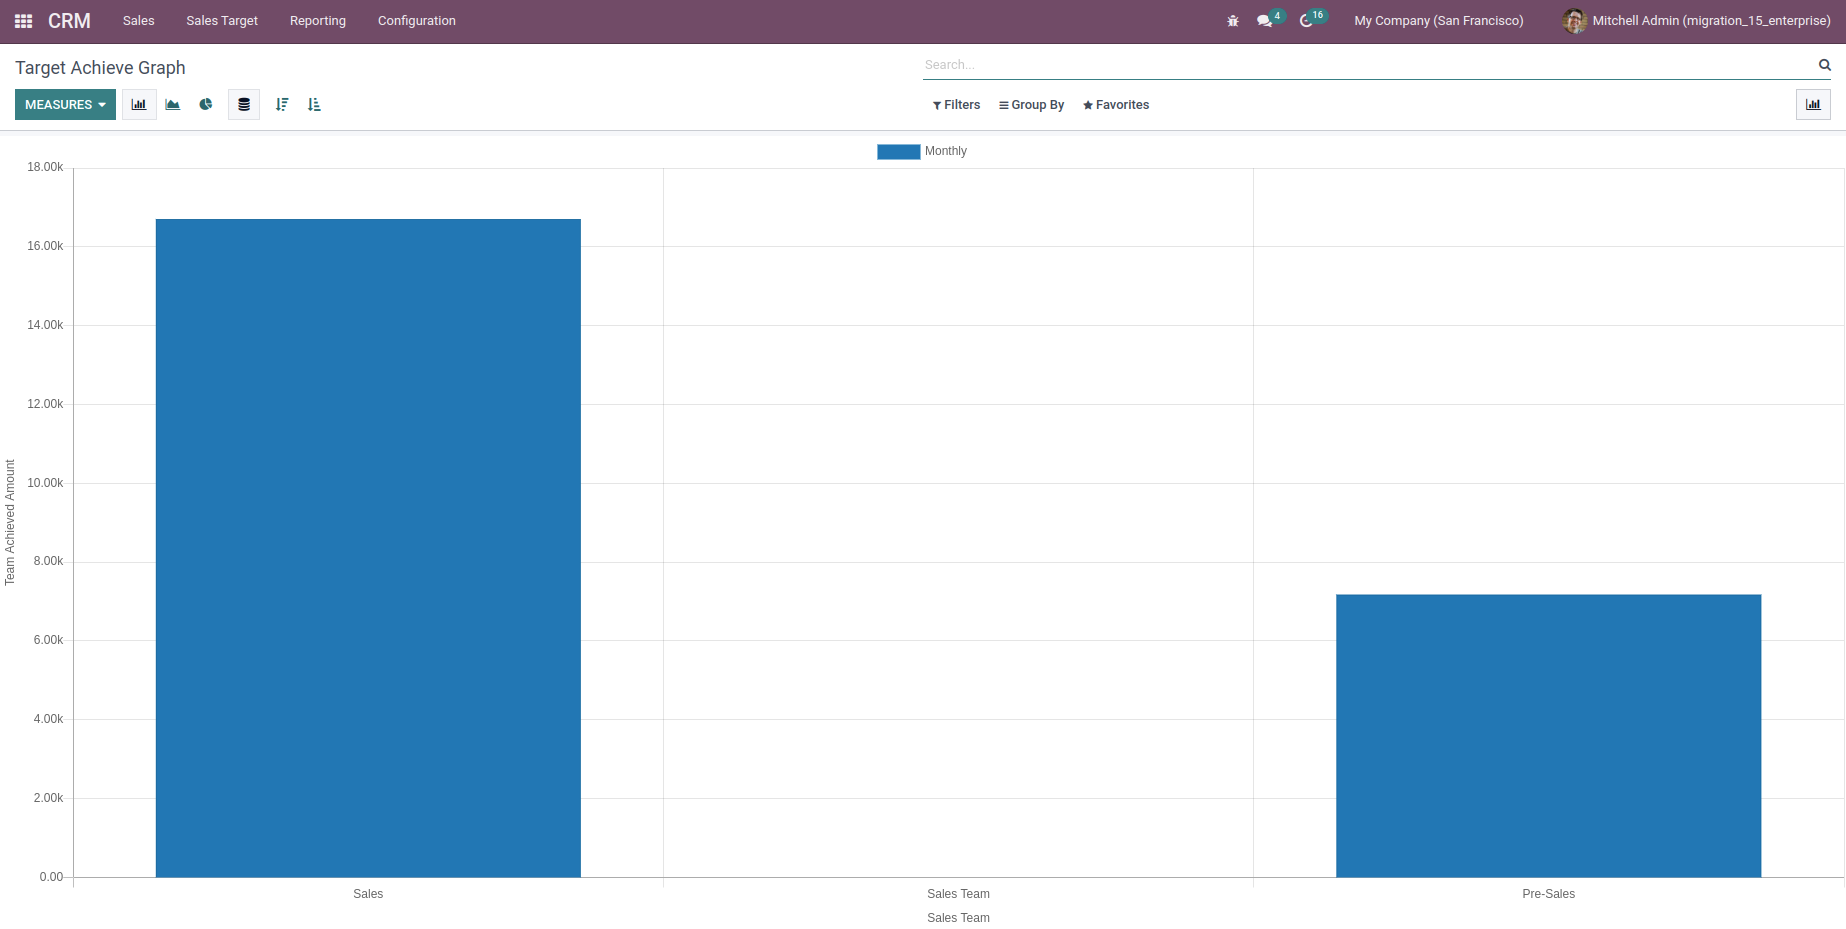 CRM Sales Sales Target Reporting Configuration 4 16 My Company (San Francisco) Mitchell Admin (migration_15_enterprise)
Target Achieve Graph Search...
MEASURES Filters Group By Favorites
Monthly
18.00k
16.00k
14.00k
12.00k
10.00k
8.00k
6.00k
4.00k
2.00k
0.00
Team Achieved Amount
Sales Sales Team Pre-Sales
Sales Team